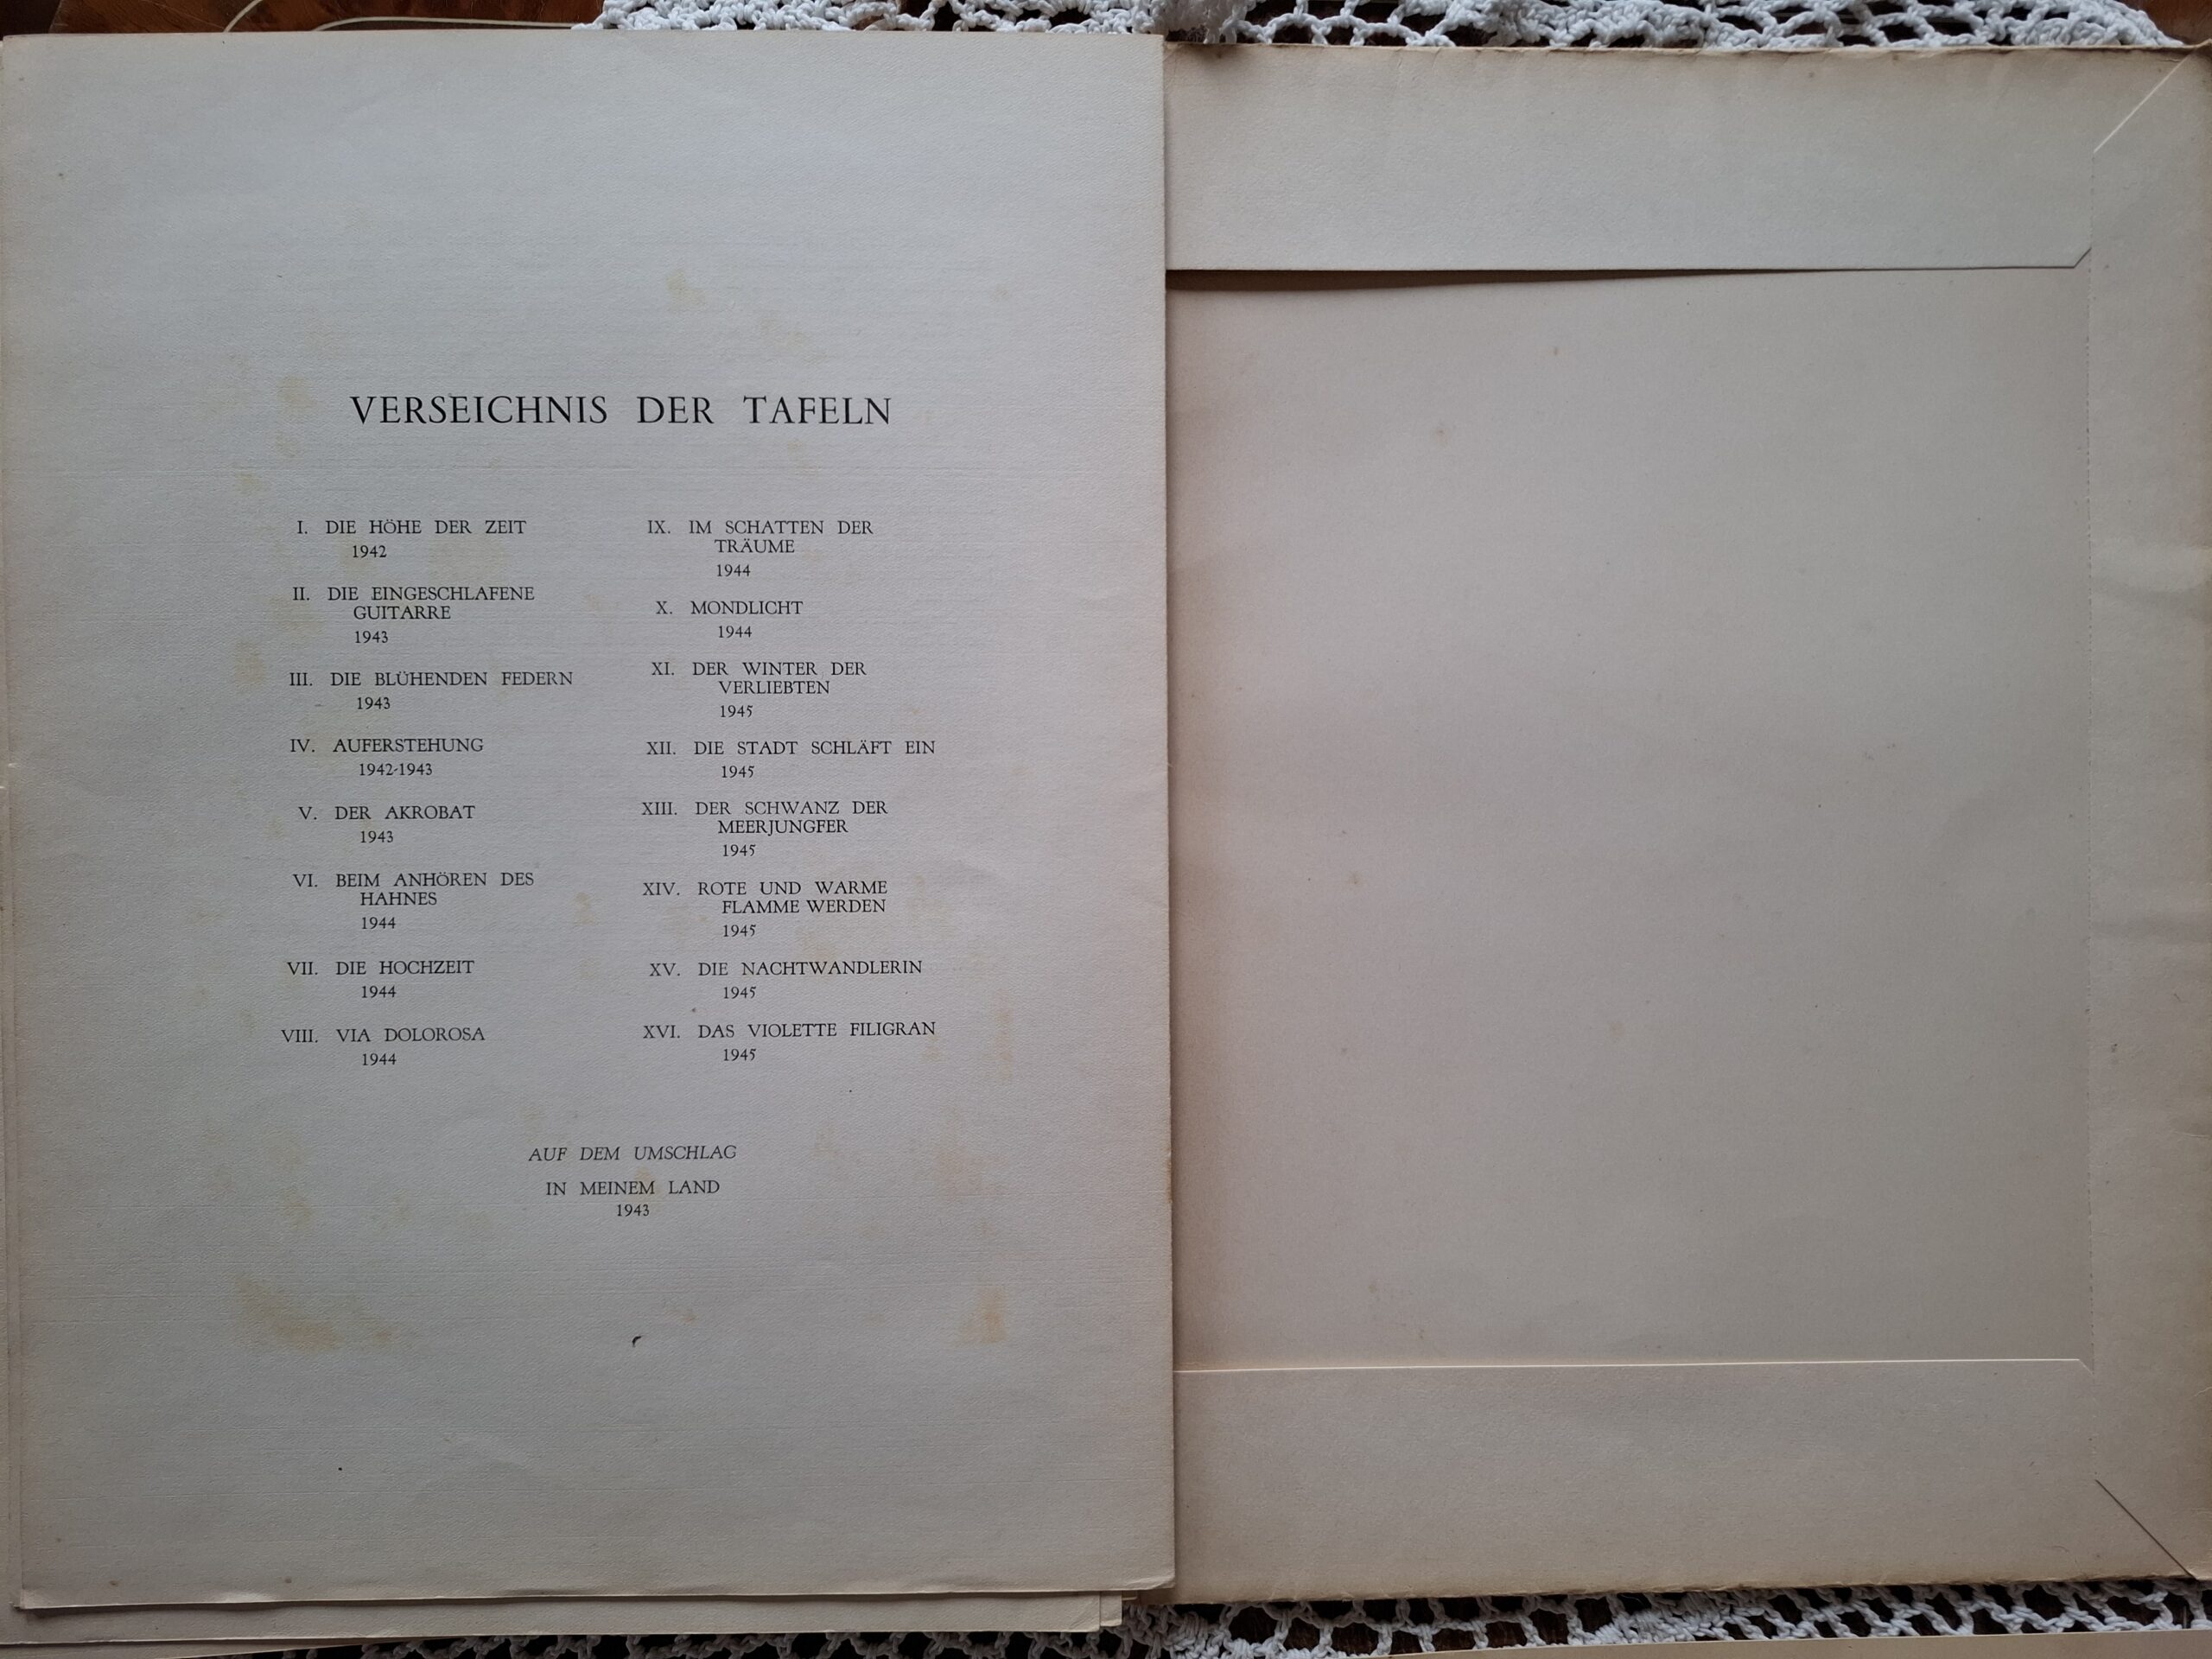 VERSEICHNIS DER TAFELN
I. DIE HÖHE DER ZEIT
1942
II. DIE EINGESCHLAFENE
GUITARRE
1943
III. DIE BLÜHENDEN FEDERN
1943
IV. AUFERSTEHUNG
1942-1943
V. DER AKROBAT
1943
VI. BEIM ANHÖREN DES
HAHNES
1944
VII. DIE HOCHZEIT
1944
VIII. VIA DOLOROSA
1944
IX. IM SCHATTEN DER
TRÄUME
1944
X. MONDLICHT
1944
XI. DER WINTER DER
VERLIEBTEN
1945
XII. DIE STADT SCHLÄFT EIN
1945
XIII. DER SCHWANZ DER
MEERJUNGFER
1945
XIV. ROTE UND WARME
FLAMME WERDEN
1945
XV. DIE NACHTWANDLERIN
1945
XVI. DAS VIOLETTE FILIGRAN
1945
AUF DEM UMSCHLAG
IN MEINEM LAND
1943